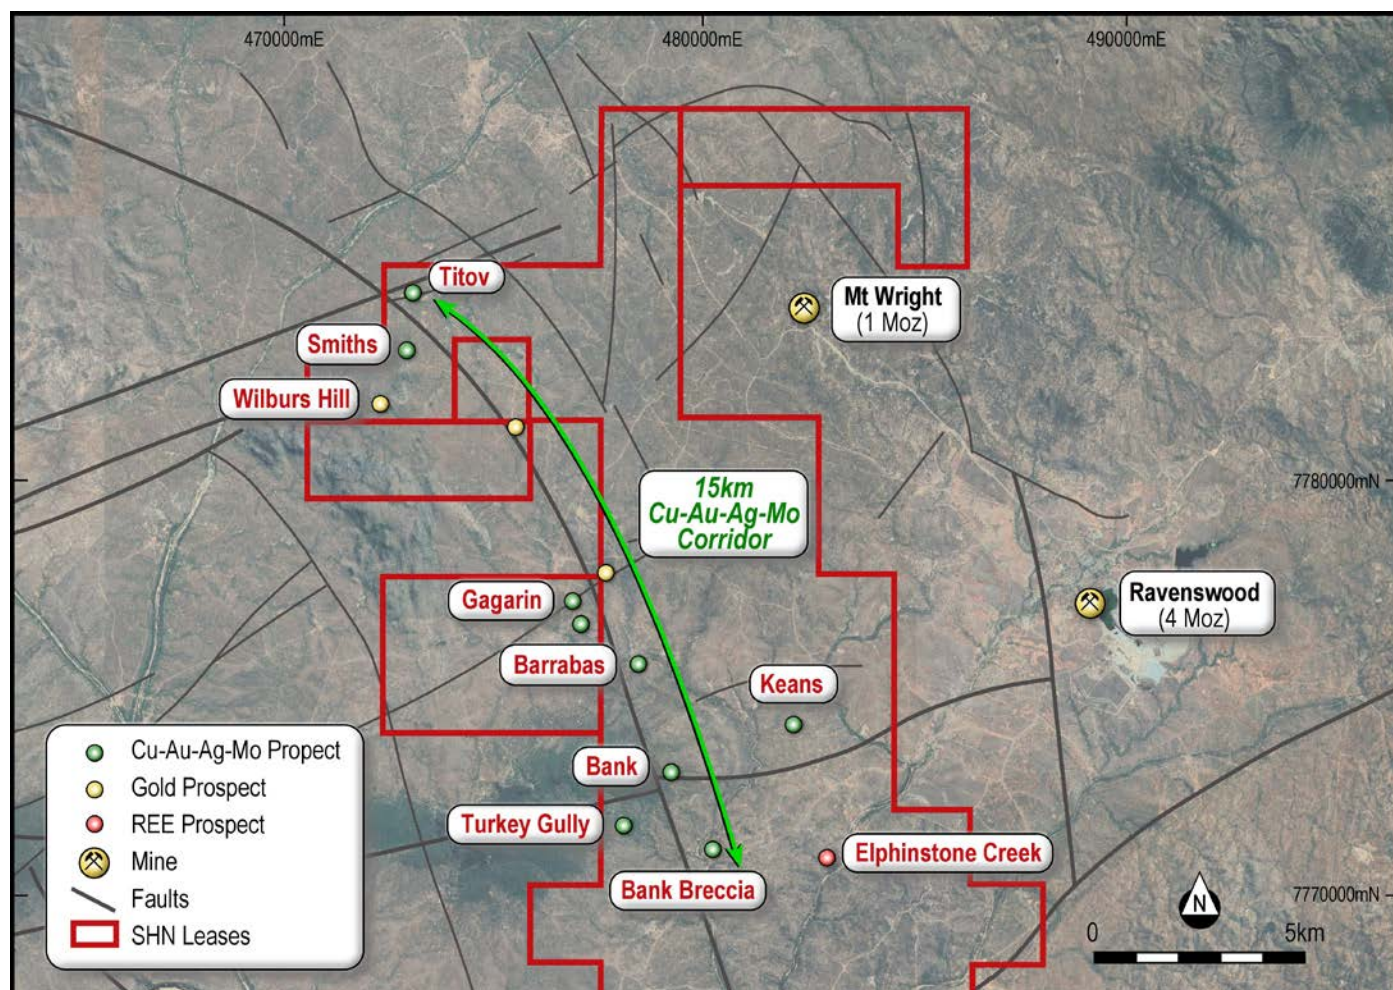 470000mE
480000mE
490000mE
Titov
Mt Wright
(1 Moz)
Smiths
Wilburs Hill
15km
Cu-Au-Ag-Mo
Corridor
7780000mN
Gagarin
Ravenswood
(4 Moz)
Barrabas
Keans
Bank
Turkey Gully
Elphinstone Creek
Bank Breccia
7770000mN
Cu-Au-Ag-Mo Propect
Gold Prospect
REE Prospect
Mine
Faults
SHN Leases
N
0
5km